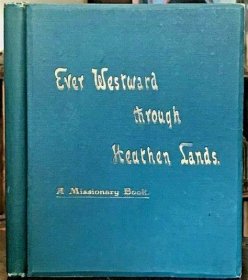 Ever Westward
through
Heathen Lands.
A Missionary Book.